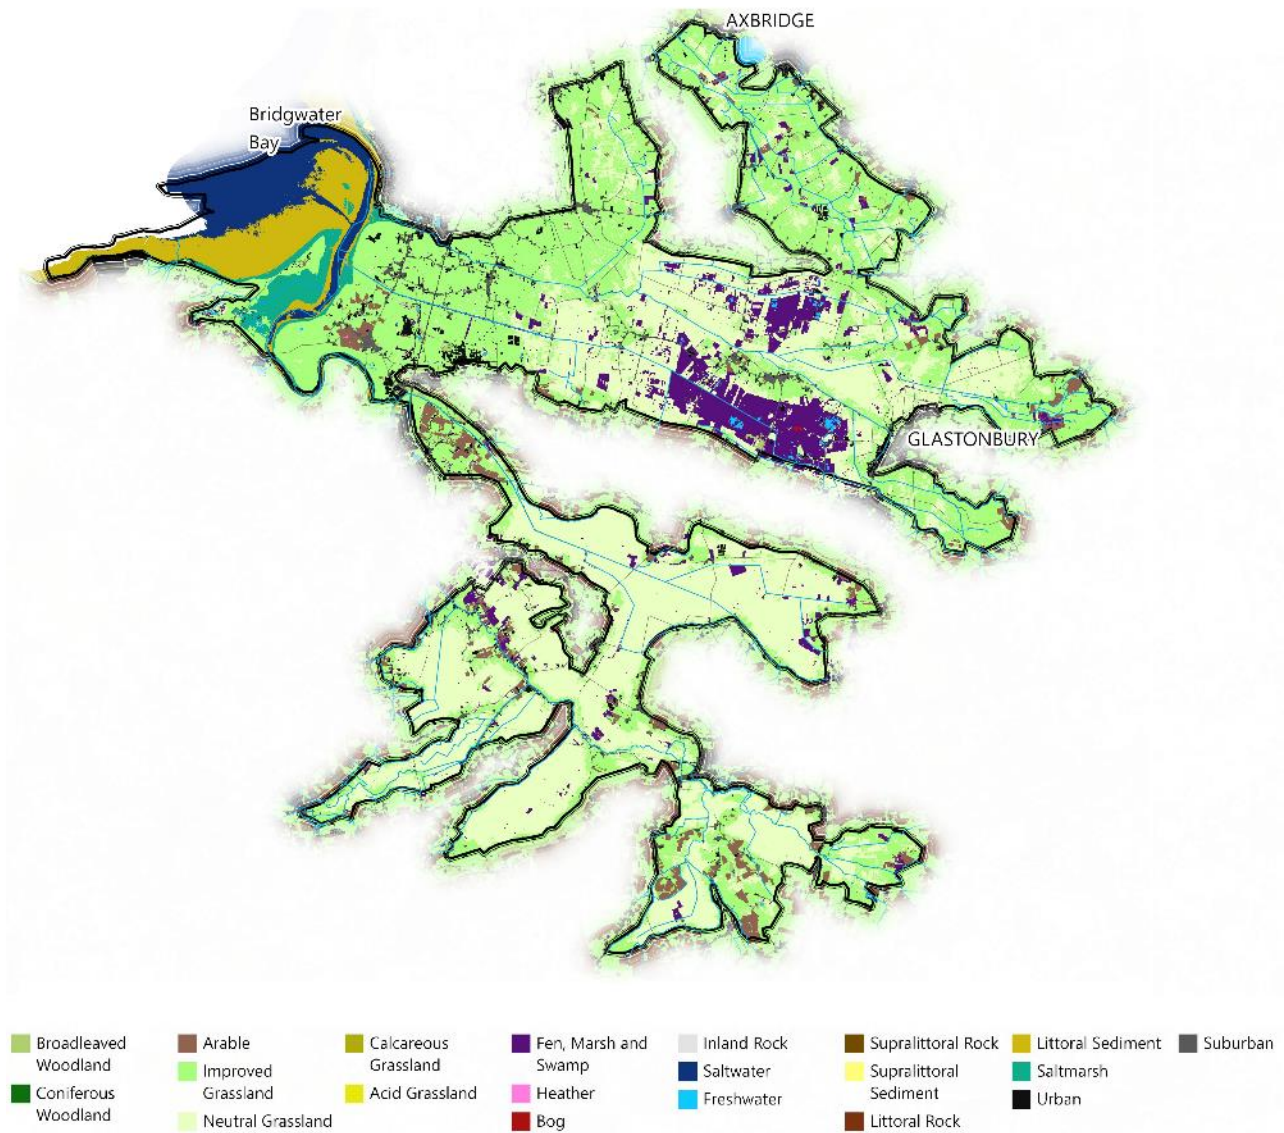 AXBRIDGE
Bridgwater
Bay
GLASTONBURY
Broadleaved
Woodland
Coniferous
Woodland
Arable
Improved
Grassland
Neutral Grassland
Calcareous
Grassland
Acid Grassland
Fen, Marsh and
Swamp
Heather
Bog
Inland Rock
Saltwater
Freshwater
Supralittoral Rock
Supralittoral
Sediment
Littoral Rock
Littoral Sediment
Saltmarsh
Urban
Suburban